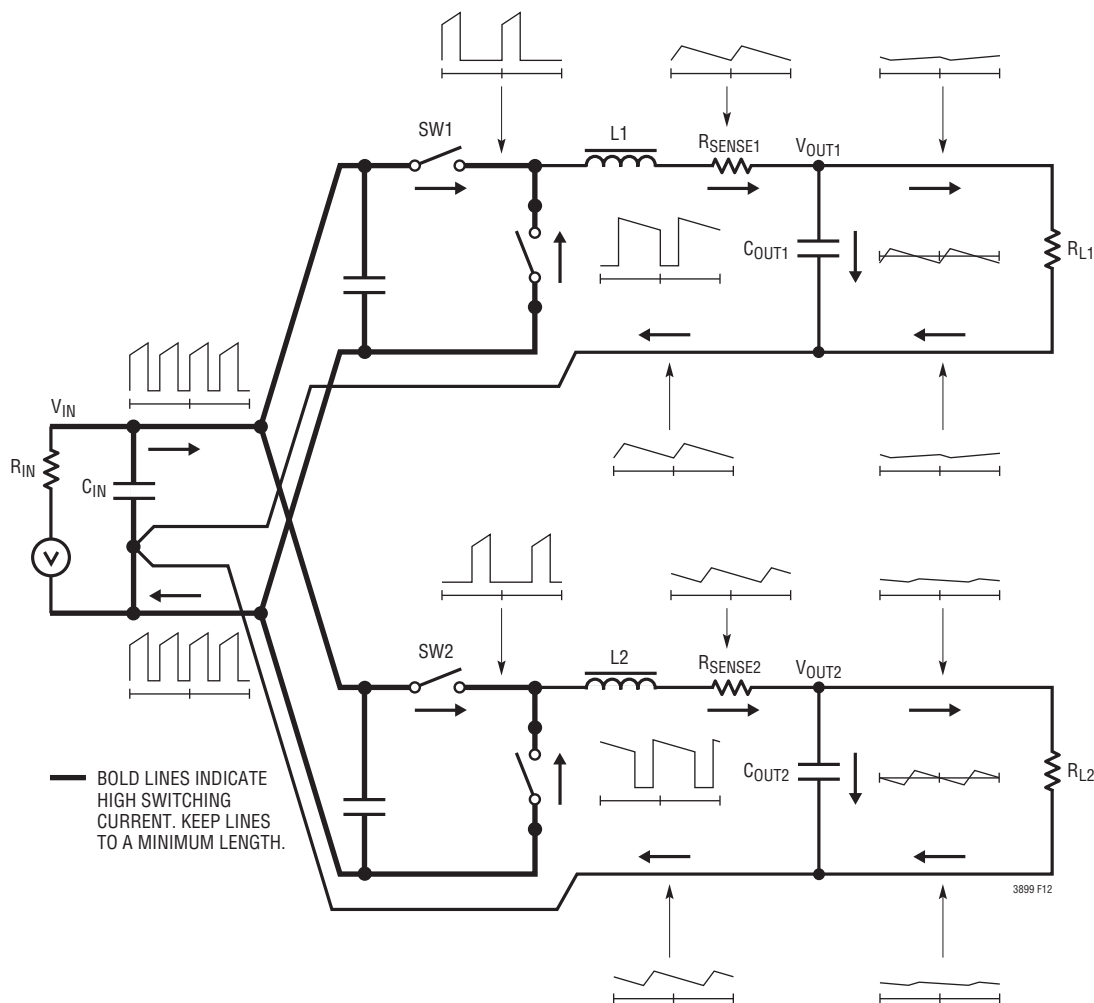 SW1
L1
RSENSE1
VOUT1
COUT1
RL1
VIN
RIN
CIN
V
SW2
L2
RSENSE2
VOUT2
COUT2
RL2
BOLD LINES INDICATE
HIGH SWITCHING
CURRENT. KEEP LINES
TO A MINIMUM LENGTH.
3899 F12